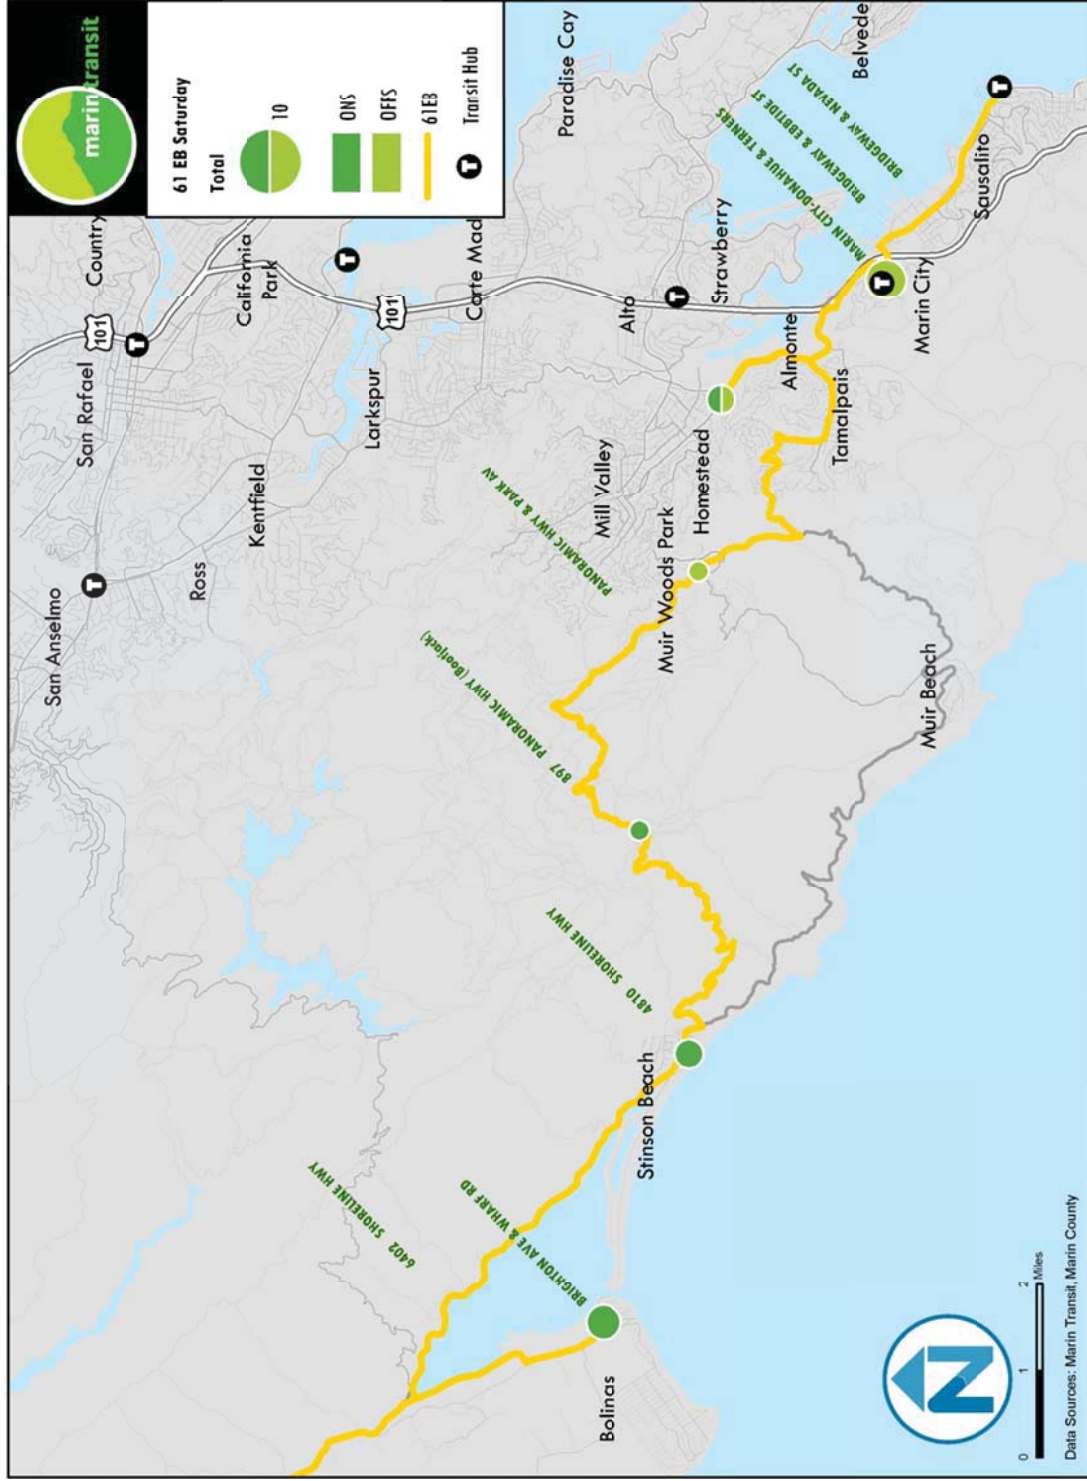 marintransit
61 EB Saturday
Total
10
ONS
OFFS
61EB
Transit Hub
San Anselmo
San Rafael
101
Country
Ross
Kentfield
California
Park
Larkspur
101
Corte Mad
Paradise Cay
Alto
Strawberry
Belvede
Mill Valley
Homestead
Muir Woods Park
Almonte
Tamalpais
Marin City
Sausalito
Muir Beach
Stinson Beach
Bolinas
6402 SHORELINE HWY
BRIGHTON AVE & WHARF RD
4810 SHORELINE HWY
897 PANORAMIC HWY (Bootjack)
PANORAMIC HWY & PARK AV
MARIN CITY-DONAHUE & TERNERS
BRIDGEWAY & EBBTIDE ST
BRIDGEWAY & NEVADA ST
T
T
T
T
T
T
T
N
0 1 2
Miles
Data Sources: Marin Transit, Marin County